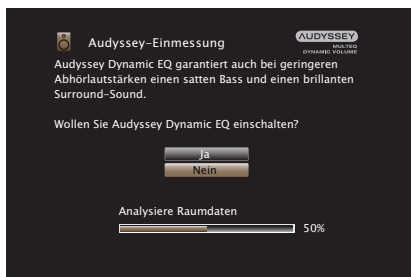 Audyssey-Einmessung
AUDYSSEY
MULTEQ
DYNAMIC VOLUME
Audyssey Dynamic EQ garantiert auch bei geringeren
Abhörlautstärken einen satten Bass und einen brillanten
Surround-Sound.
Wollen Sie Audyssey Dynamic EQ einschalten?
Ja
Nein
Analysiere Raumdaten
50%